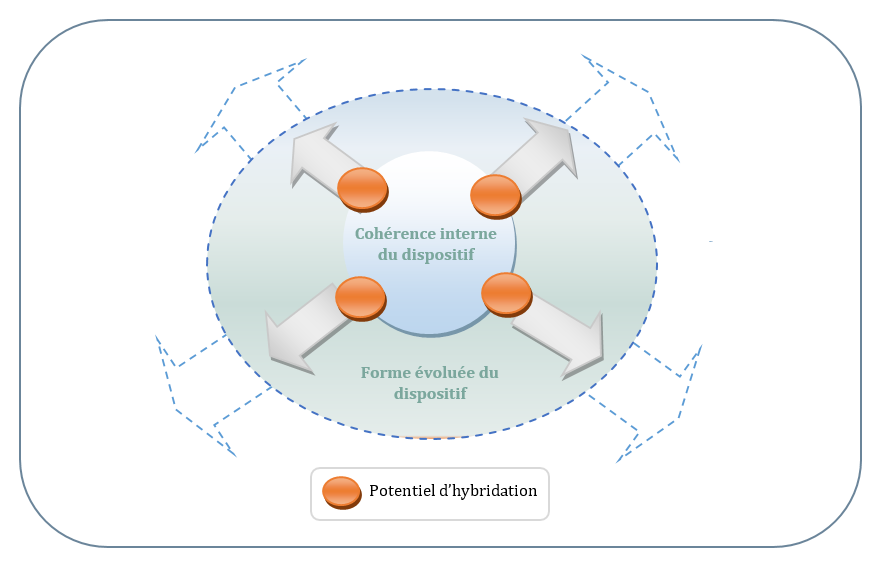 Cohérence interne
du dispositif
Forme évoluée du
dispositif
Potentiel d’hybridation